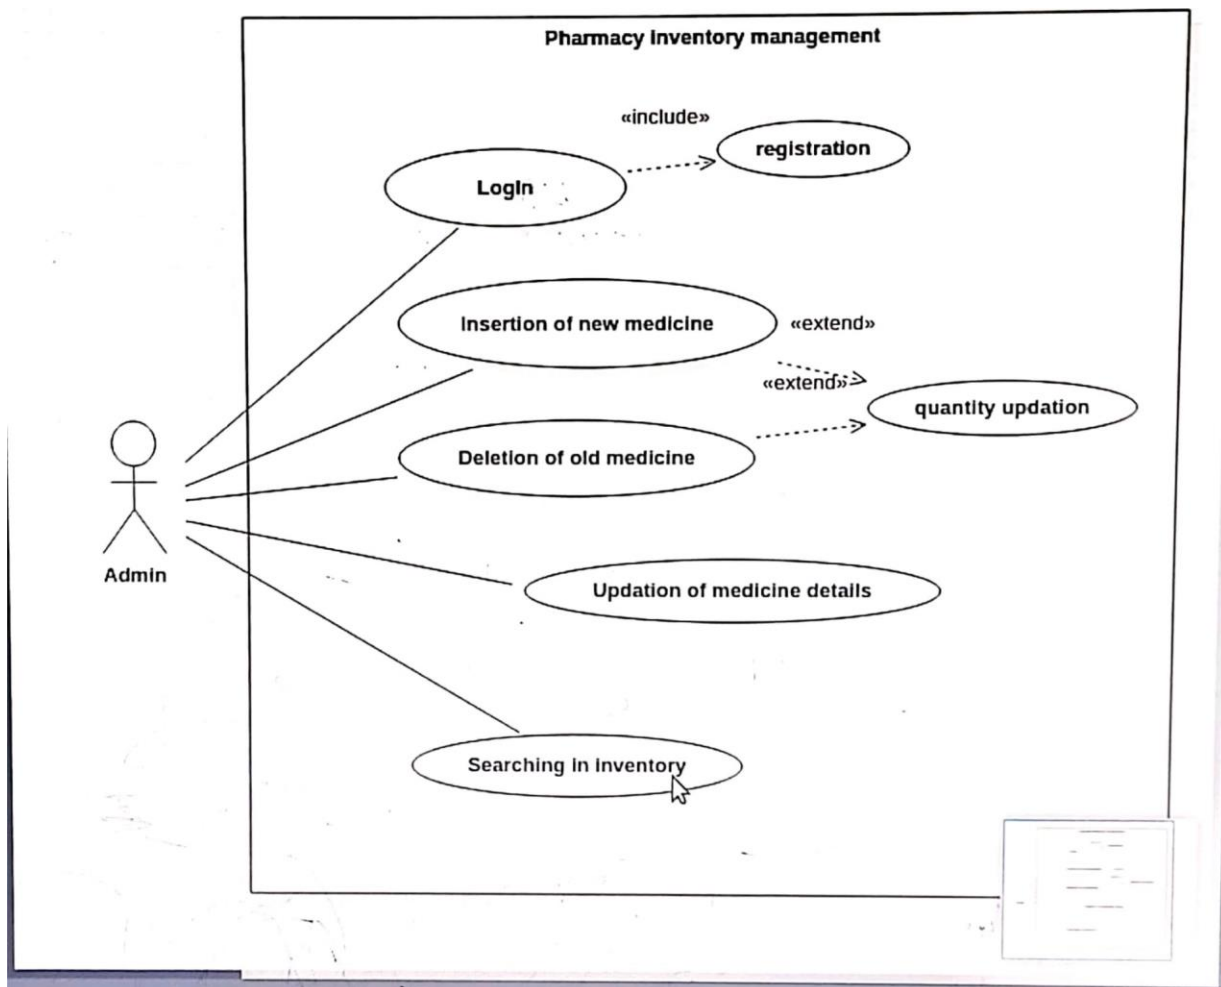 Pharmacy inventory management
«include»
registration
LogIn
Insertion of new medicine
«extend»
«extend»
quantity updation
Deletion of old medicine
Admin
Updation of medicine details
Searching in inventory